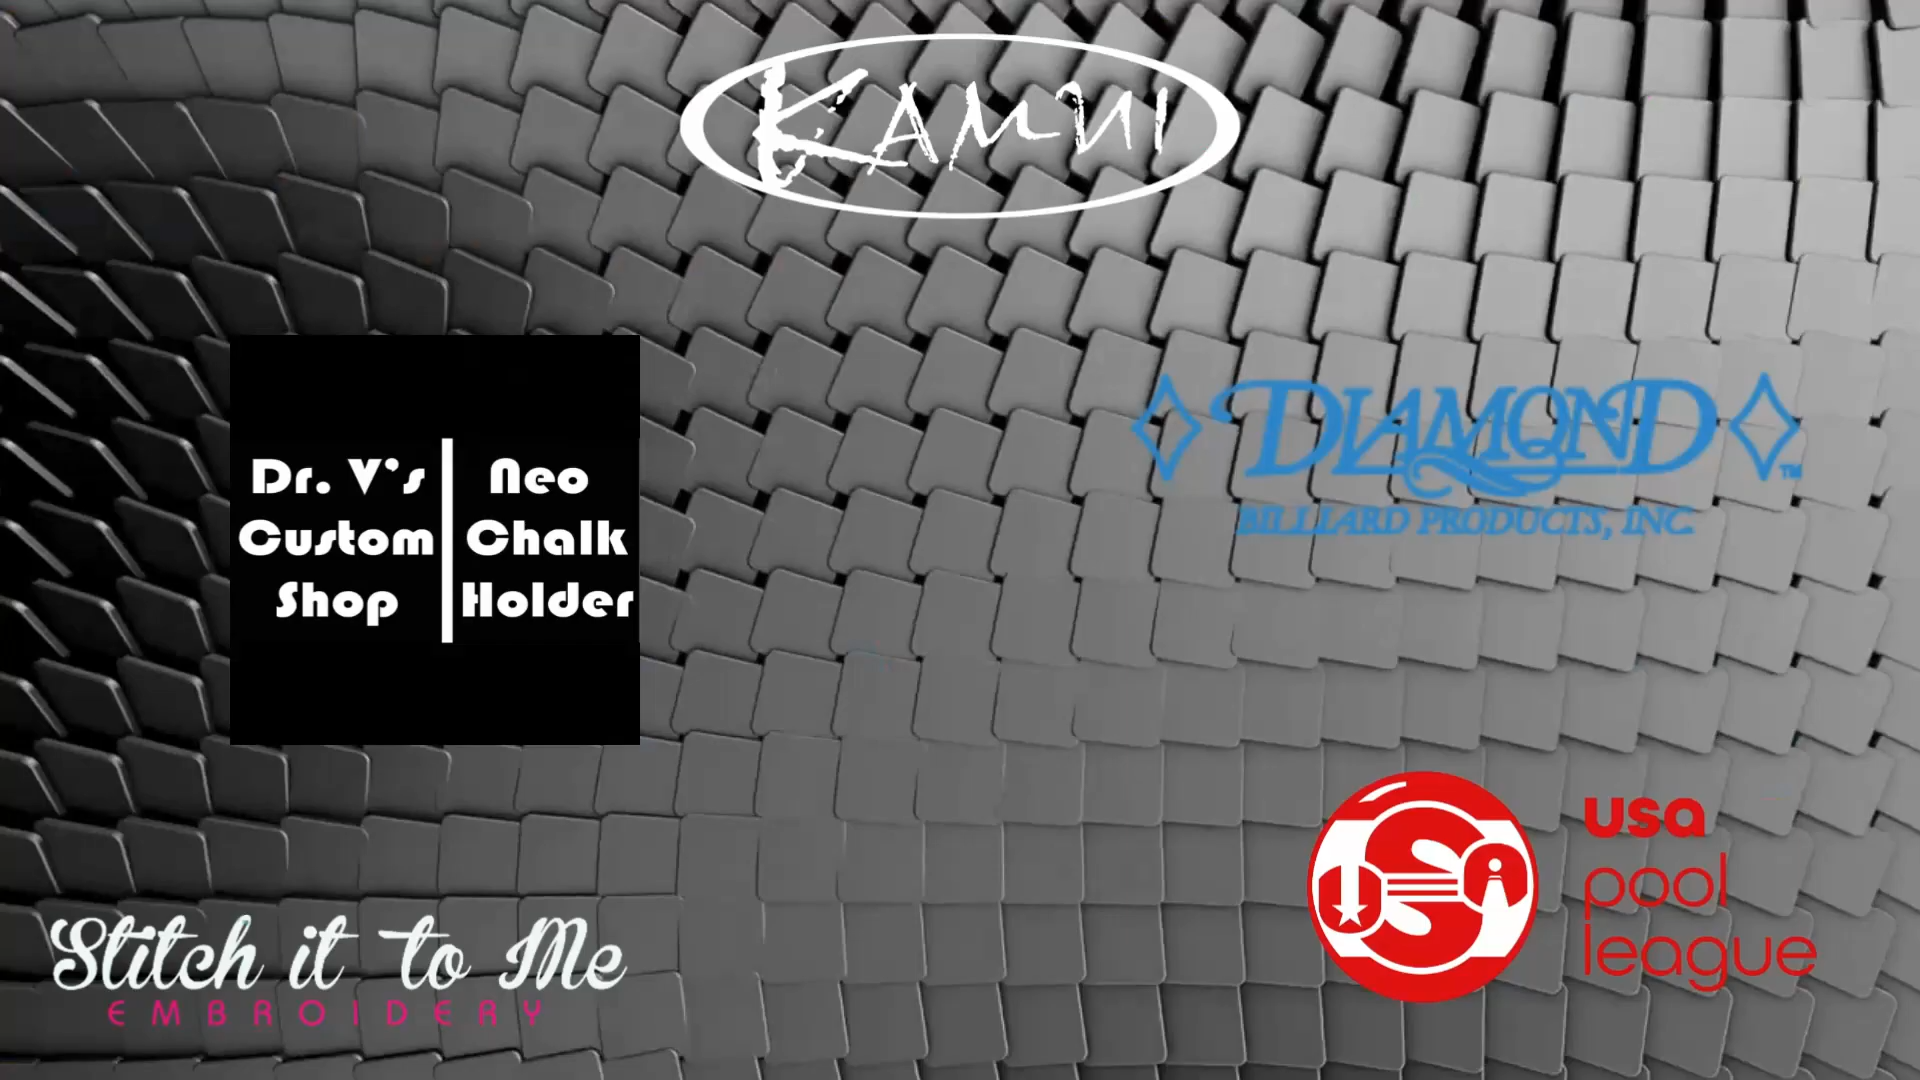 KAMUI
Dr. V's
Custom
Shop
Neo
Chalk
Holder
DIAMOND
TM
BILLIARD PRODUCTS, INC.
usa
pool
league
USA
Stitch it to Me
EMBROIDERY